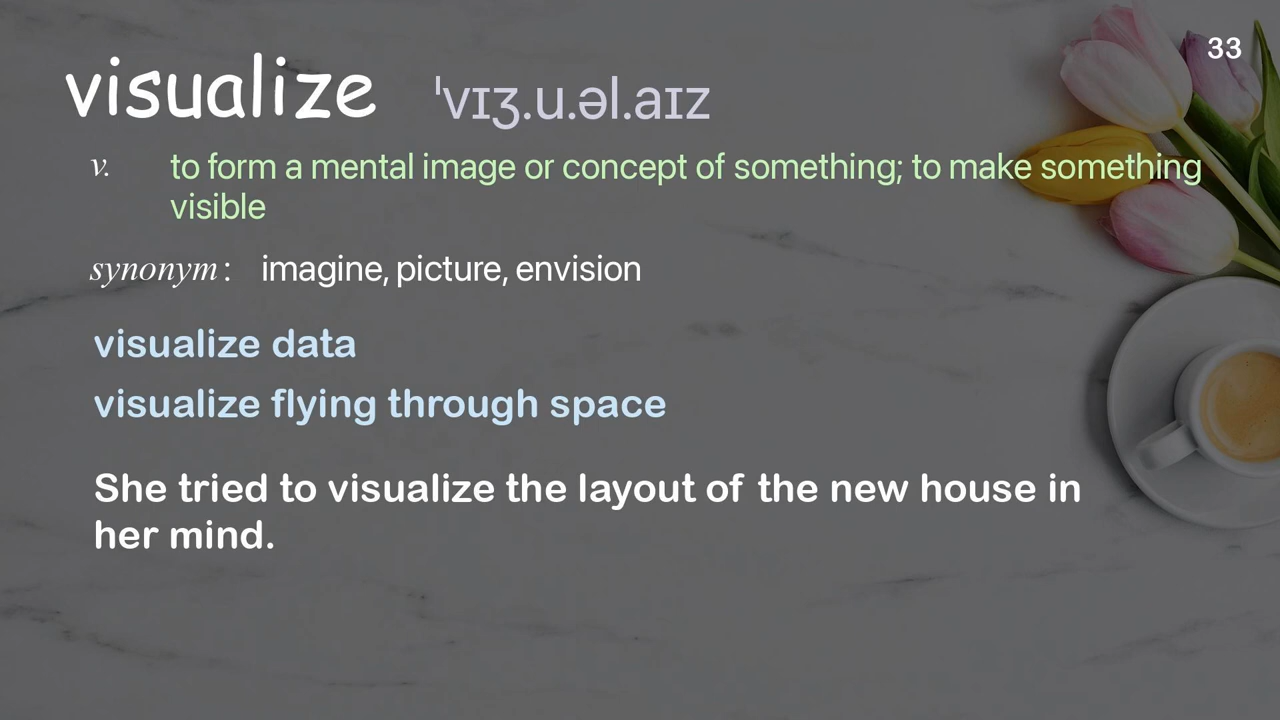 33
visualize ˈvɪʒ.u.əl.aɪz
v. to form a mental image or concept of something; to make something
visible
synonym: imagine, picture, envision
visualize data
visualize flying through space
She tried to visualize the layout of the new house in
her mind.